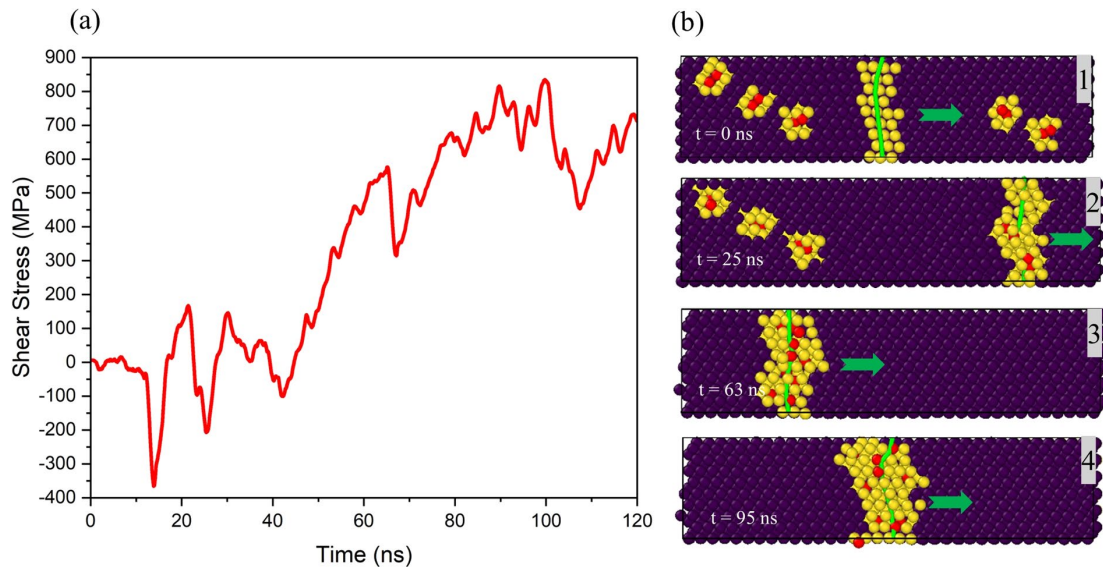 (a)
Shear Stress (MPa)
900
800
700
600
500
400
300
200
100
0
-100
-200
-300
-400
0 20 40 60 80 100 120
Time (ns)
(b)
1
t = 0 ns
2
t = 25 ns
3
t = 63 ns
4
t = 95 ns